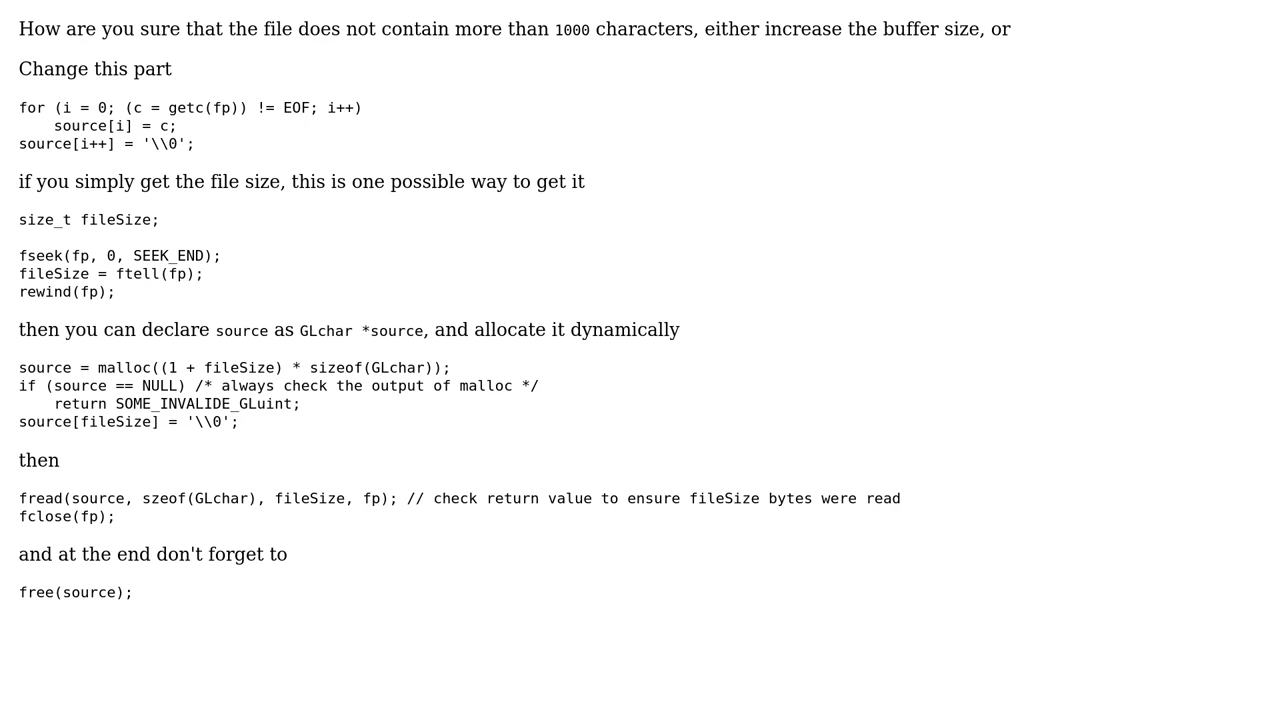 How are you sure that the file does not contain more than 1000 characters, either increase the buffer size, or
Change this part
for (i = 0; (c = getc(fp)) != EOF; i++)
    source[i] = c;
source[i++] = '\\0';
if you simply get the file size, this is one possible way to get it
size_t fileSize;
fseek(fp, 0, SEEK_END);
fileSize = ftell(fp);
rewind(fp);
then you can declare source as GLchar *source, and allocate it dynamically
source = malloc((1 + fileSize) * sizeof(GLchar));
if (source == NULL) /* always check the output of malloc */
    return SOME_INVALIDE_GLuint;
source[fileSize] = '\\0';
then
fread(source, szeof(GLchar), fileSize, fp); // check return value to ensure fileSize bytes were read
fclose(fp);
and at the end don't forget to
free(source);